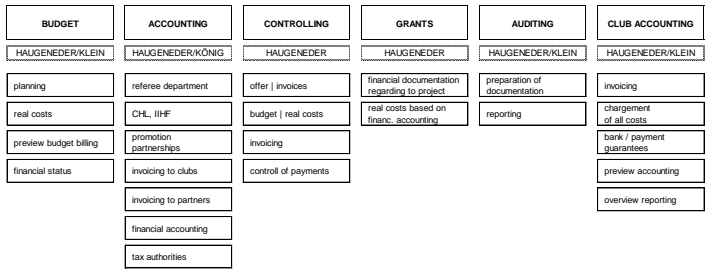 BUDGET
HAUGENEDER/KLEIN
planning
real costs
preview budget billing
financial status
ACCOUNTING
HAUGENEDER/KÖNIG
referee department
CHL, IIHF
promotion
partnerships
invoicing to clubs
invoicing to partners
financial accounting
tax authorities
CONTROLLING
HAUGENEDER
offer | invoices
budget | real costs
invoicing
controll of payments
GRANTS
HAUGENEDER
financial documentation
regarding to project
real costs based on
financ. accounting
AUDITING
HAUGENEDER/KLEIN
preparation of
documentation
reporting
CLUB ACCOUNTING
HAUGENEDER/KLEIN
invoicing
chargement
of all costs
bank / payment
guarantees
preview accounting
overview reporting